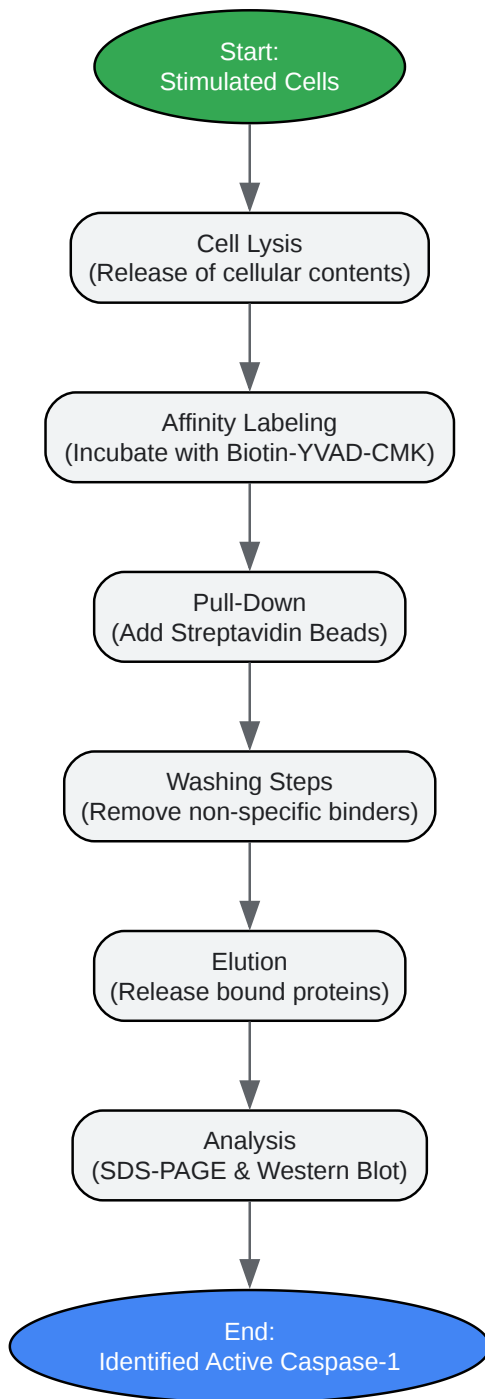 Start:
Stimulated Cells
Cell Lysis
(Release of cellular contents)
Affinity Labeling
(Incubate with Biotin-YVAD-CMK)
Pull-Down
(Add Streptavidin Beads)
Washing Steps
(Remove non-specific binders)
Elution
(Release bound proteins)
Analysis
(SDS-PAGE & Western Blot)
End:
Identified Active Caspase-1